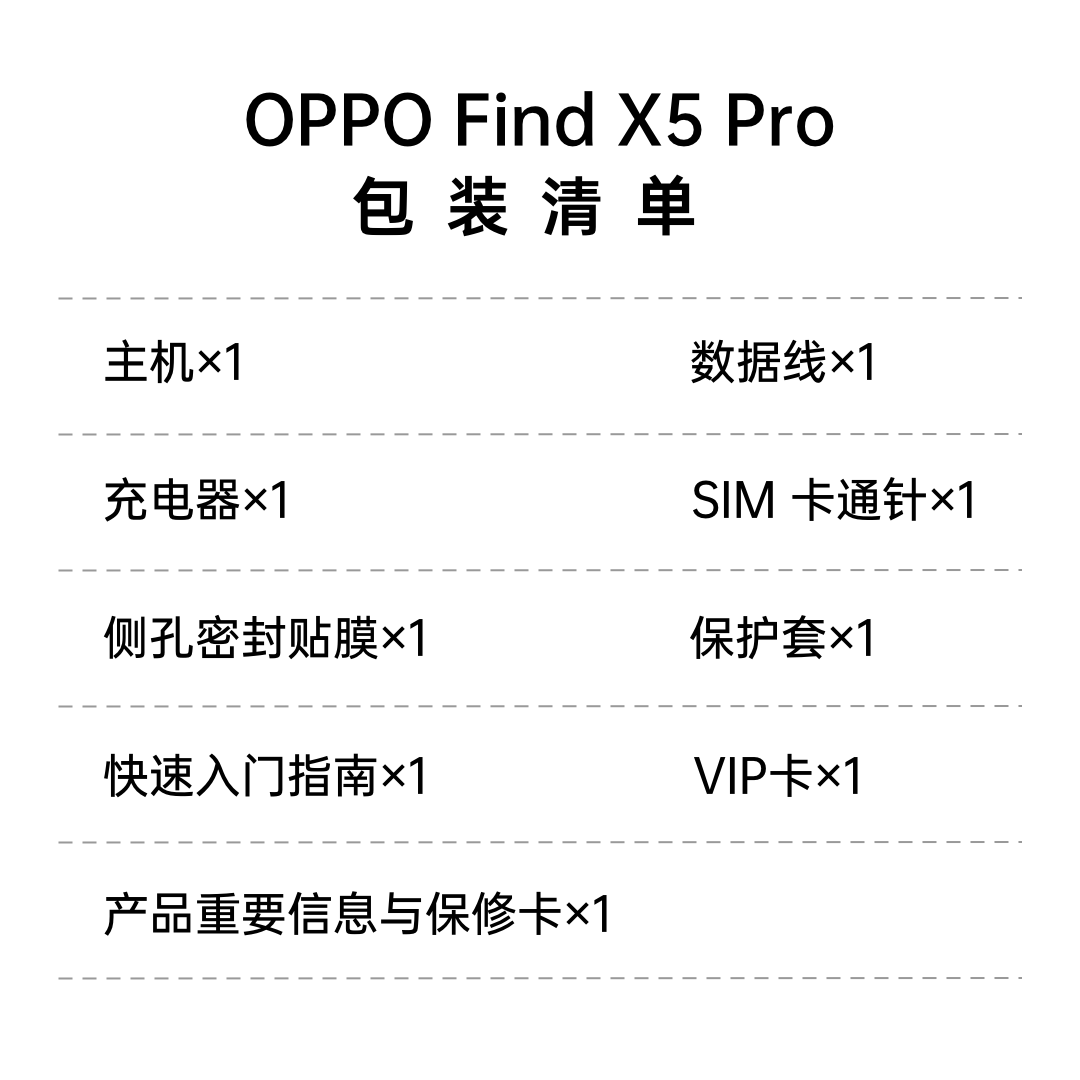 OPPO Find X5 Pro
包装清单
主机×1
数据线×1
充电器×1
SIM 卡通针×1
侧孔密封贴膜×1
保护套×1
快速入门指南×1
VIP卡×1
产品重要信息与保修卡×1